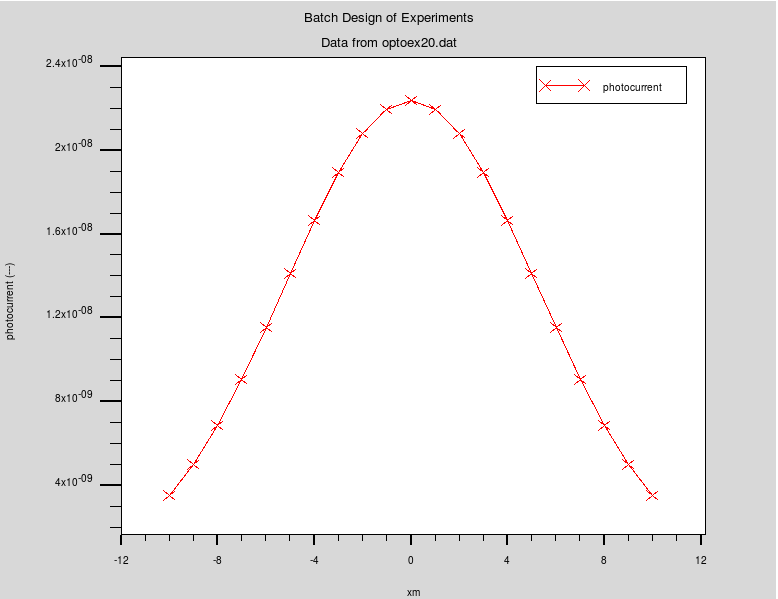 Batch Design of Experiments
Data from optoex20.dat
photocurrent
2.4x10-08
2x10-08
1.6x10-08
1.2x10-08
8x10-09
4x10-09
photocurrent (---)
-12 -8 -4 0 4 8 12
xm